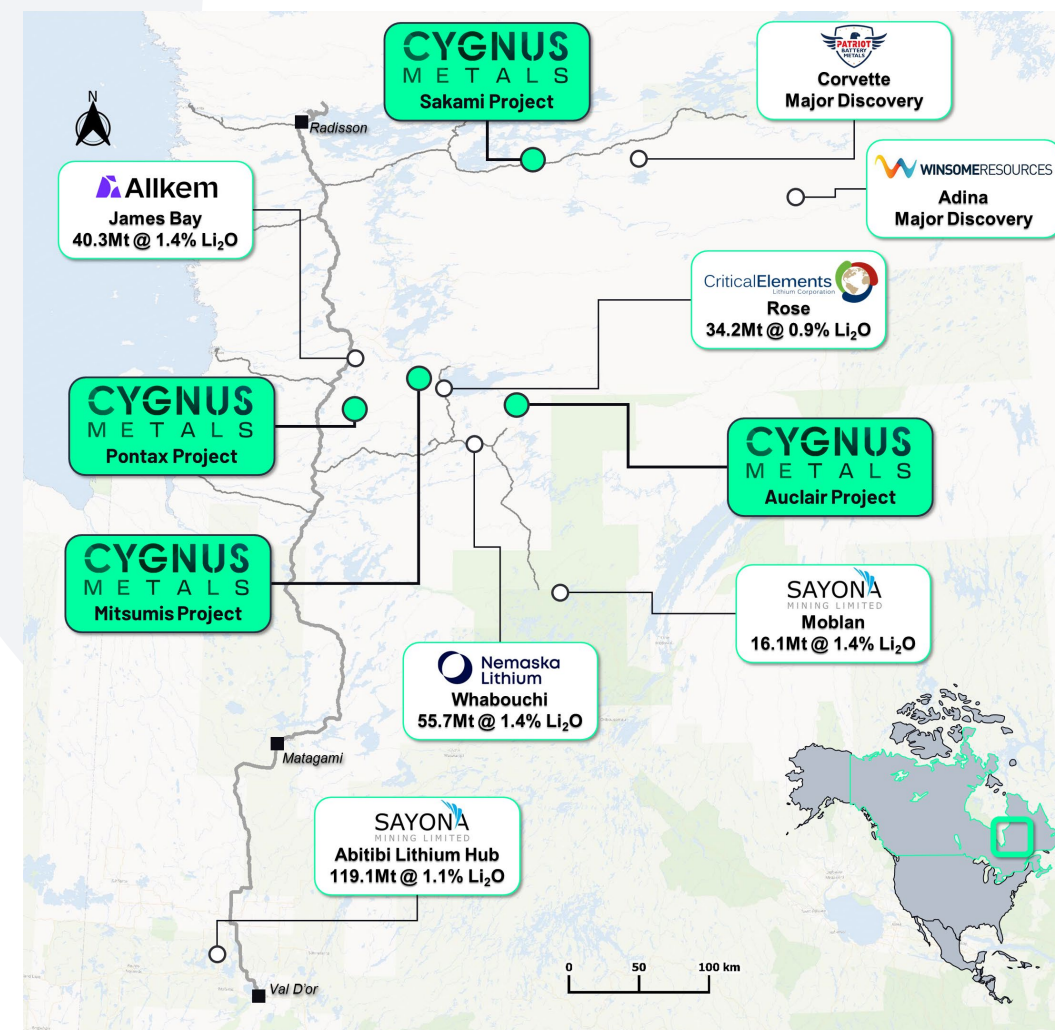 CYGNUS
METALS
Sakami Project
PATRIOT
BATTERY METALS
Corvette
Major Discovery
N
Radisson
WINSOMERESOURCES
Adina
Major Discovery
Allkem
James Bay
40.3Mt @ 1.4% Li₂O
CriticalElements
Lithium Corporation
Rose
34.2Mt @ 0.9% Li₂O
CYGNUS
METALS
Pontax Project
CYGNUS
METALS
Auclair Project
CYGNUS
METALS
Mitsumis Project
SAYONA
MINING LIMITED
Moblan
16.1Mt @ 1.4% Li₂O
Nemaska
Lithium
Whabouchi
55.7Mt @ 1.4% Li₂O
Matagami
SAYONA
MINING LIMITED
Abitibi Lithium Hub
119.1Mt @ 1.1% Li₂O
0 50 100 km
Val D'or